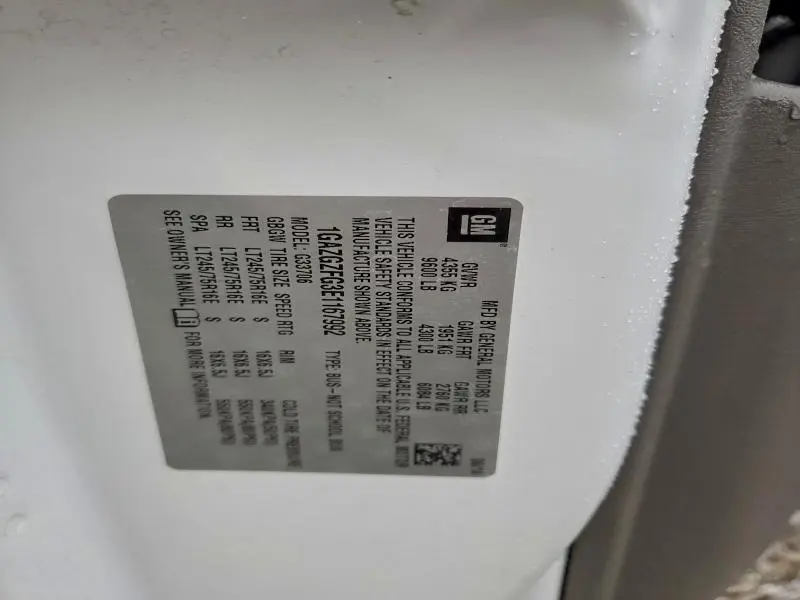 GM
MFD BY GENERAL MOTORS LLC
GVWR GAWR FRT GAWR RR
4355 KG 1951 KG 2760 KG
9600 LB 4300 LB 6084 LB
THIS VEHICLE CONFORMS TO ALL APPLICABLE U.S. FEDERAL MOTOR
VEHICLE SAFETY STANDARDS IN EFFECT ON THE DATE OF
MANUFACTURE SHOWN ABOVE.
1GAZGZFG3E1167992 TYPE: BUS-NOT SCHOOL BUS
MODEL: G33706
GBGW TIRE SIZE SPEED RTG RIM COLD TIRE PRESSURE
FRT LT245/75R16E S 16X6.5J
RR LT245/75R16E S 16X6.5J
SPA LT245/75R16E S 16X6.5J
SEE OWNER'S MANUAL FOR MORE INFORMATION.